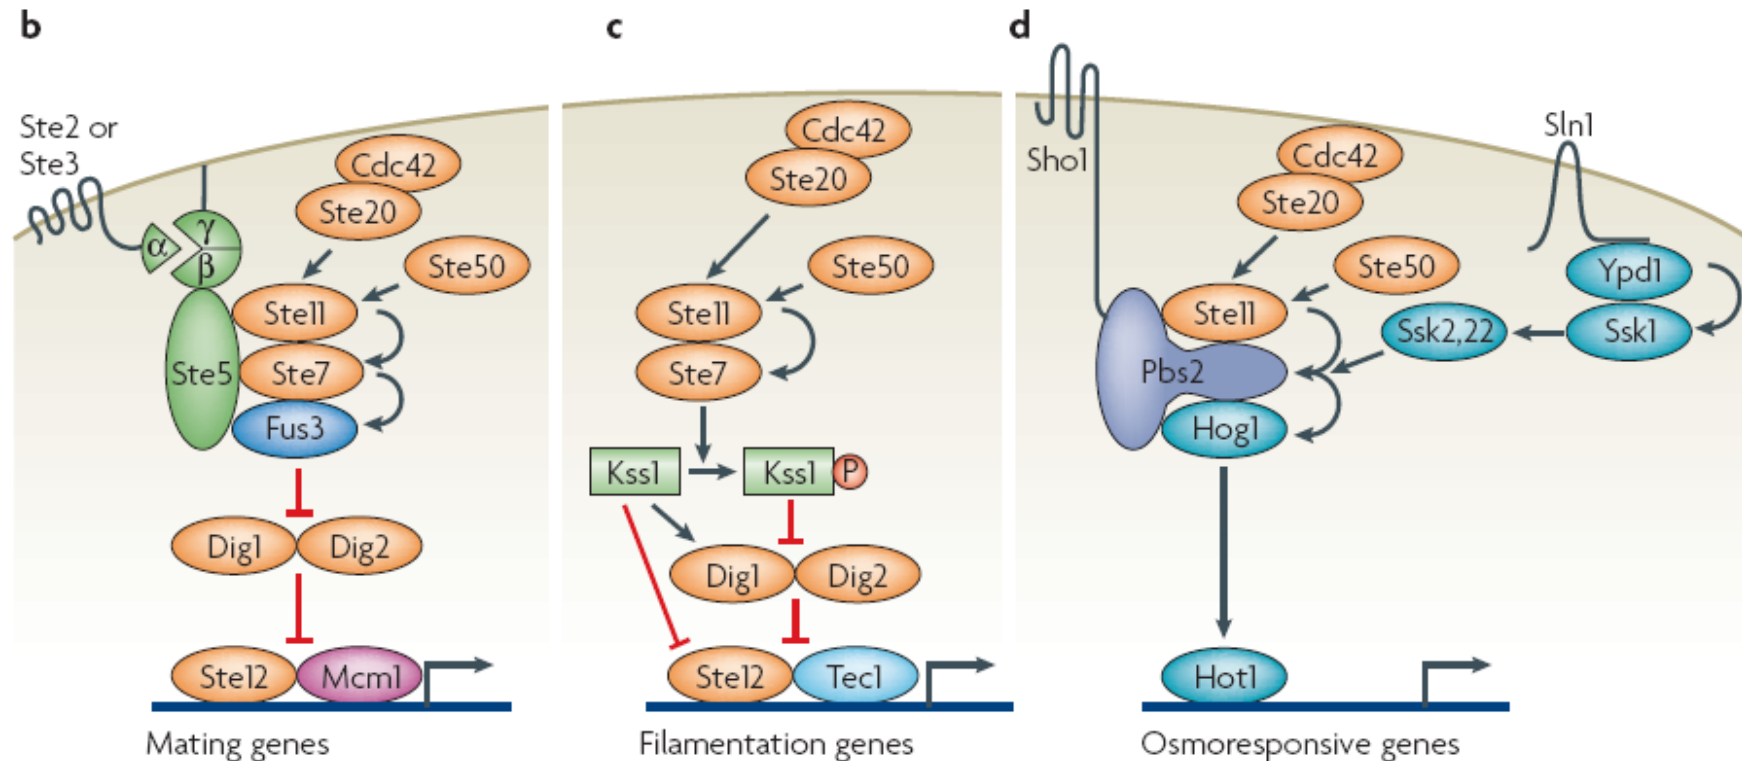 b
Ste2 or
Ste3
α
γ
β
Cdc42
Ste20
Ste50
Ste11
Ste5
Ste7
Fus3
Dig1
Dig2
Ste12
Mcm1
Mating genes
c
Cdc42
Ste20
Ste50
Ste11
Ste7
Kss1
Kss1
P
Dig1
Dig2
Ste12
Tec1
Filamentation genes
d
Sho1
Cdc42
Ste20
Ste50
Ste11
Sln1
Ypd1
Ssk1
Ssk2,22
Pbs2
Hog1
Hot1
Osmoresponsive genes